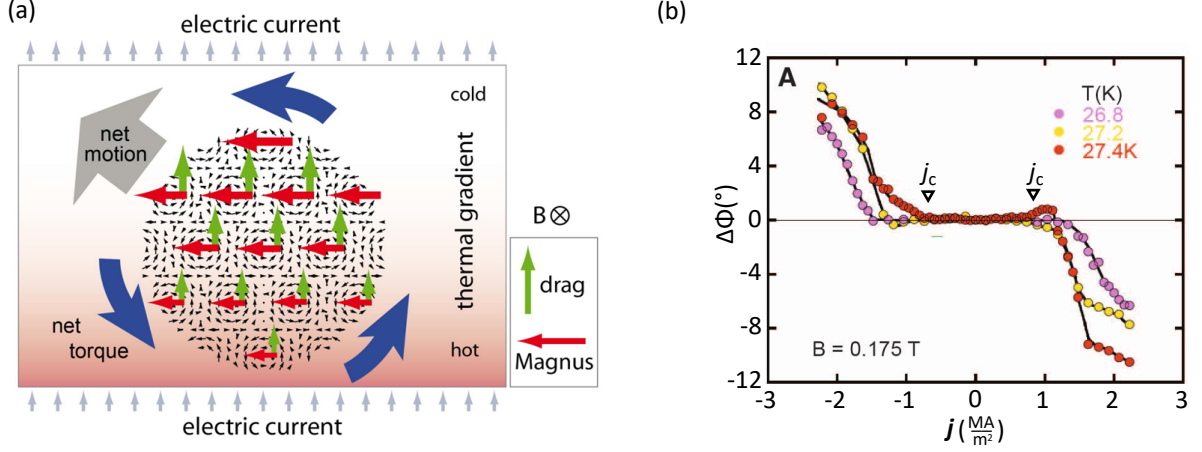 (a)
electric current
cold
net
motion
thermal gradient
net
torque
hot
electric current
B ⊗
drag
Magnus
(b)
A
T(K)
26.8
27.2
27.4K
jc
jc
12
8
4
0
-4
-8
-12
ΔΦ(°)
B = 0.175 T
-3
-2
-1
0
1
2
3
j (MA/m²)